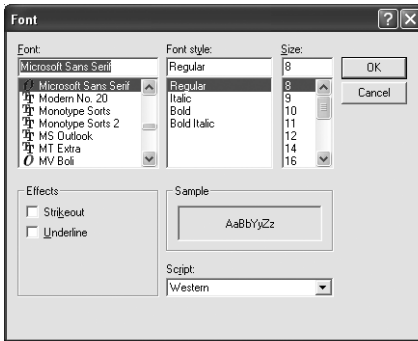 Font
Font: Font style: Size:
Microsoft Sans Serif Regular 8
Microsoft Sans Serif Regular 8
Modern No. 20 Italic 9
Monotype Sorts Bold 10
Monotype Sorts 2 Bold Italic 11
MS Outlook 12
MT Extra 14
MV Boli 16
OK
Cancel
Effects
Strikeout
Underline
Sample
AaBbYyZz
Script:
Western